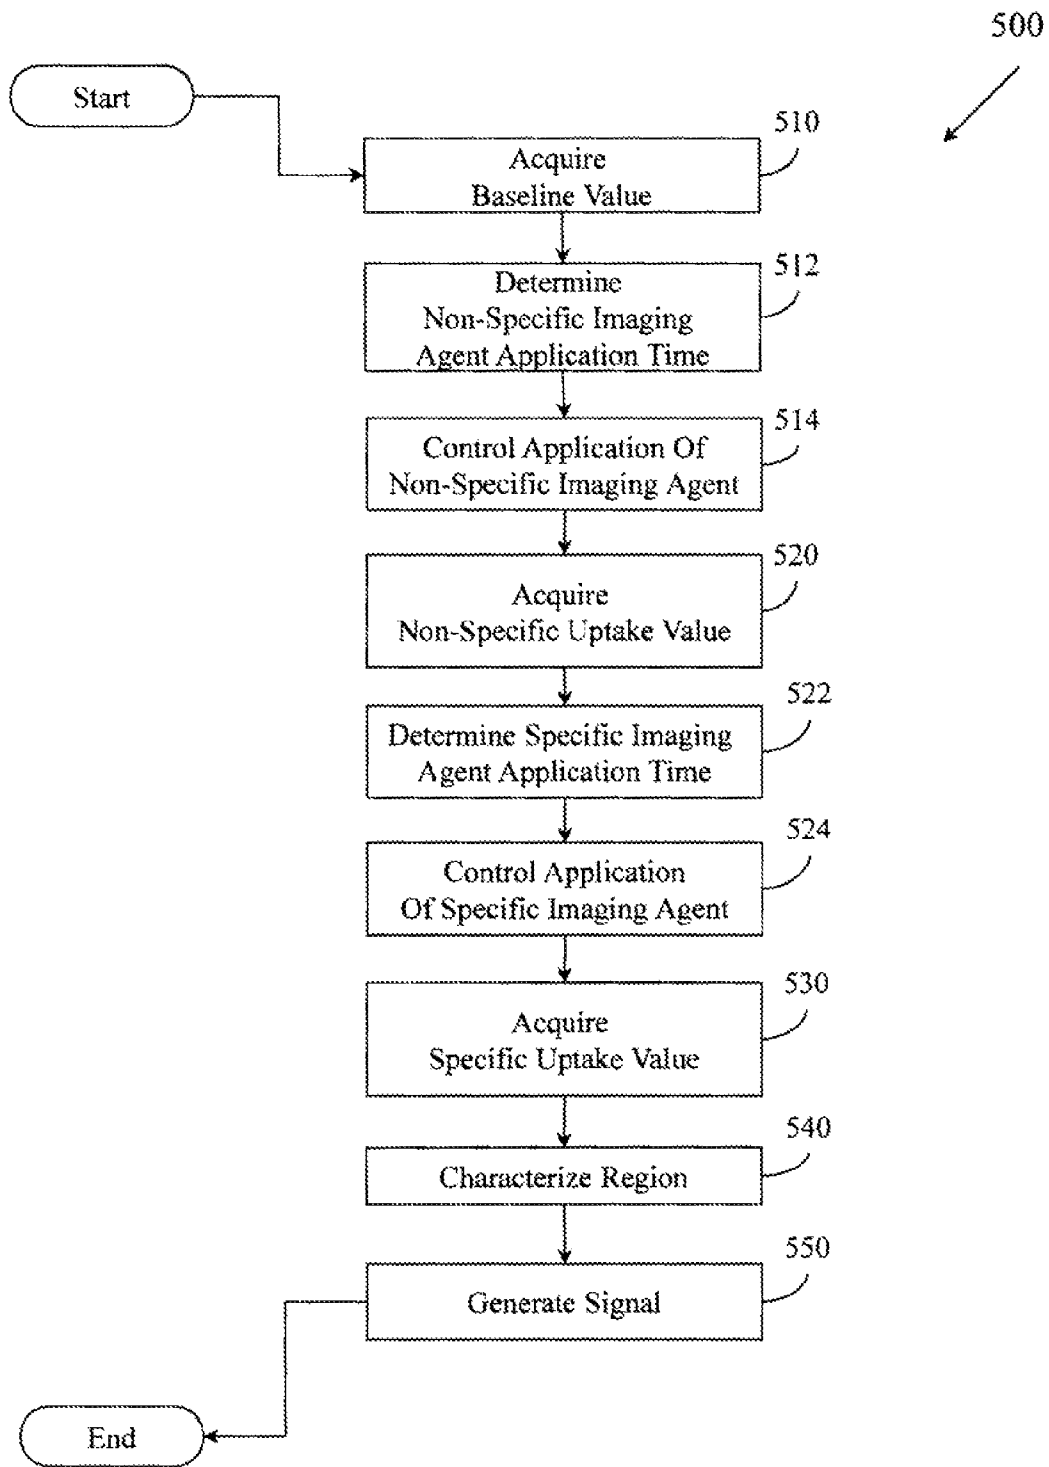 500
Start
510
Acquire
Baseline Value
512
Determine
Non-Specific Imaging
Agent Application Time
514
Control Application Of
Non-Specific Imaging Agent
520
Acquire
Non-Specific Uptake Value
522
Determine Specific Imaging
Agent Application Time
524
Control Application
Of Specific Imaging Agent
530
Acquire
Specific Uptake Value
540
Characterize Region
550
Generate Signal
End